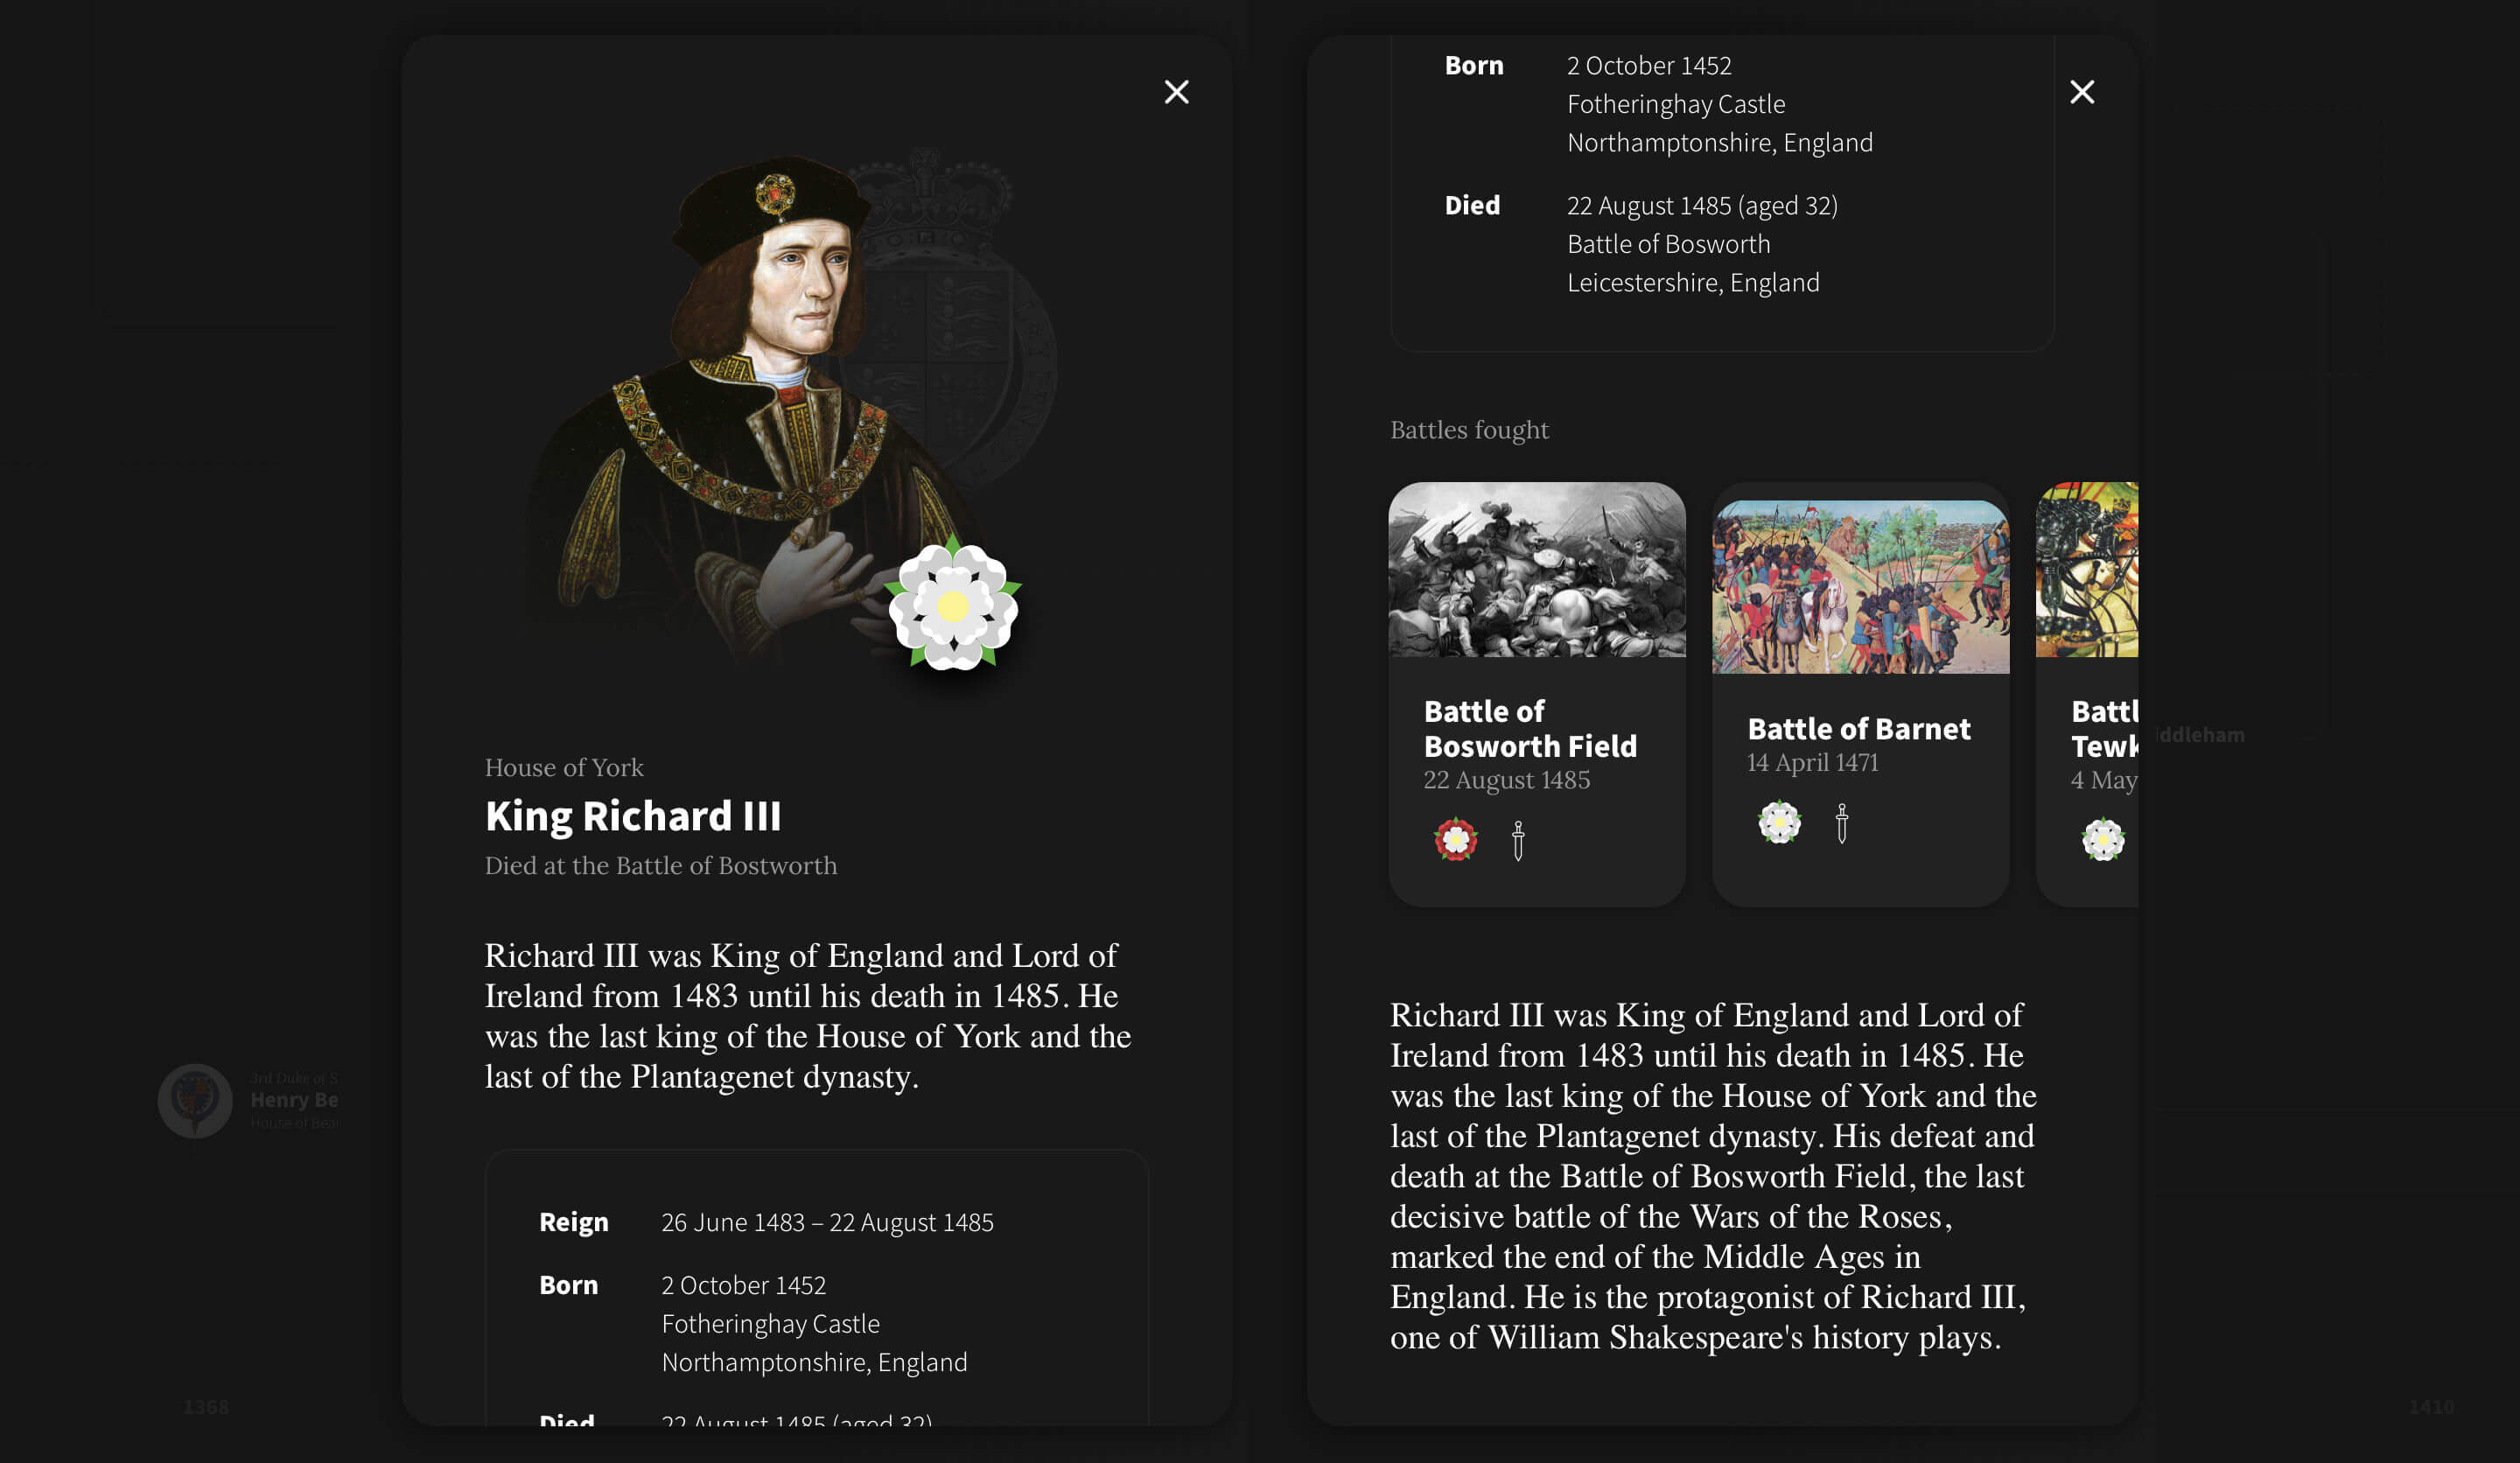 House of York
King Richard III
Died at the Battle of Bostworth
Richard III was King of England and Lord of
Ireland from 1483 until his death in 1485. He
was the last king of the House of York and the
last of the Plantagenet dynasty.
Reign 26 June 1483 – 22 August 1485
Born 2 October 1452
Fotheringhay Castle
Northamptonshire, England
Died 22 August 1485 (aged 32)
3rd Duke of S
Henry Be
House of Bea
1368
Born 2 October 1452
Fotheringhay Castle
Northamptonshire, England
Died 22 August 1485 (aged 32)
Battle of Bosworth
Leicestershire, England
Battles fought
Battle of
Bosworth Field
22 August 1485
Battle of Barnet
14 April 1471
Battl
Tewk
4 May
Richard III was King of England and Lord of
Ireland from 1483 until his death in 1485. He
was the last king of the House of York and the
last of the Plantagenet dynasty. His defeat and
death at the Battle of Bosworth Field, the last
decisive battle of the Wars of the Roses,
marked the end of the Middle Ages in
England. He is the protagonist of Richard III,
one of William Shakespeare's history plays.
ddleham
1410